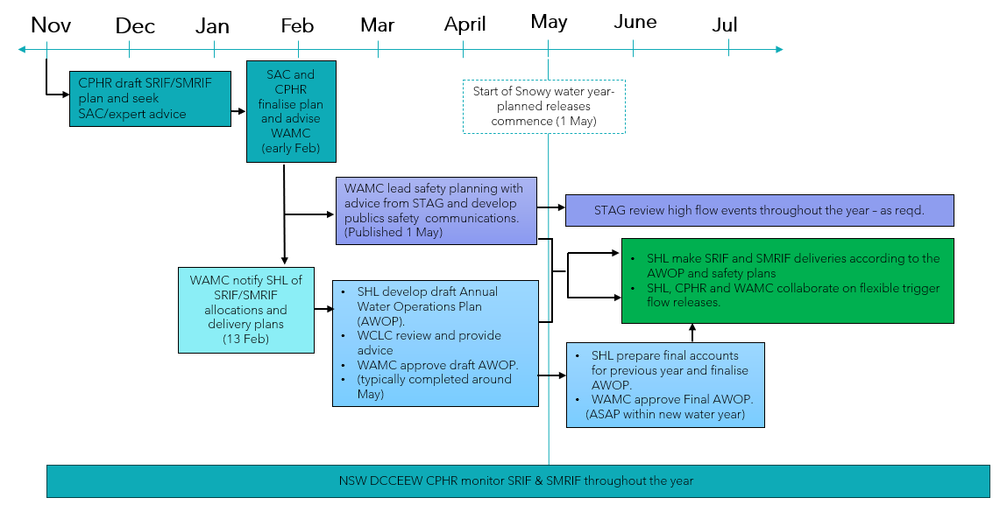 Nov Dec Jan Feb Mar April May June Jul
CPHR draft SRIF/SMRIF
plan and seek
SAC/expert advice
SAC and
CPHR
finalise plan
and advise
WAMC
(early Feb)
Start of Snowy water year-
planned releases
commence (1 May)
WAMC lead safety planning with
advice from STAG and develop
publics safety communications.
(Published 1 May)
STAG review high flow events throughout the year – as reqd.
WAMC notify SHL of
SRIF/SMRIF
allocations and
delivery plans
(13 Feb)
• SHL develop draft Annual
Water Operations Plan
(AWOP).
• WCLC review and provide
advice
• WAMC approve draft AWOP.
• (typically completed around
May)
• SHL make SRIF and SMRIF deliveries according to the
AWOP and safety plans
• SHL, CPHR and WAMC collaborate on flexible trigger
flow releases.
• SHL prepare final accounts
for previous year and finalise
AWOP.
• WAMC approve Final AWOP.
(ASAP within new water year)
NSW DCCEEW CPHR monitor SRIF & SMRIF throughout the year